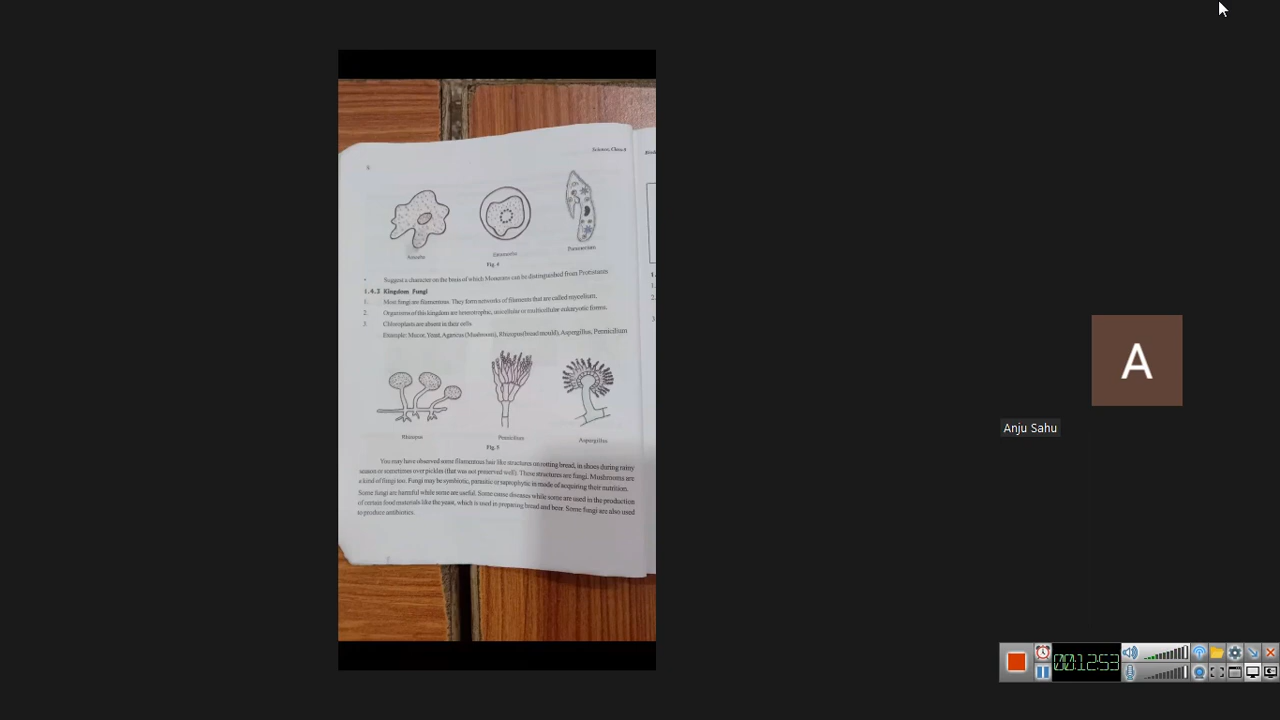 Science, Class-8
Amoeba
Entamoeba
Paramoecium
Fig. 4
Suggest a character on the basis of which Monerans can be distinguished from Protistans
1.4.2 Kingdom Fungi
1. Most fungi are filamentous. They form networks of filaments that are called mycelium.
2. Organisms of this kingdom are heterotrophic, unicellular or multicellular eukaryotic forms.
3. Chloroplasts are absent in their cells
Example: Mucor, Yeast, Agaricus (Mushroom), Rhizopus(bread mould), Aspergillus, Penicillium
Rhizopus
Penicillium
Aspergillus
Fig. 5
You may have observed some filamentous hair like structures on rotting bread, in shoes during rainy
season or sometimes over pickles (that was not preserved well). These structures are fungi. Mushrooms are
a kind of fungi too. Fungi may be symbiotic, parasitic or saprophytic in mode of acquiring their nutrition.
Some fungi are harmful while some are useful. Some cause diseases while some are used in the production
of certain food materials like the yeast, which is used in preparing bread and beer. Some fungi are also used
to produce antibiotics.
A
Anju Sahu
00:12:53